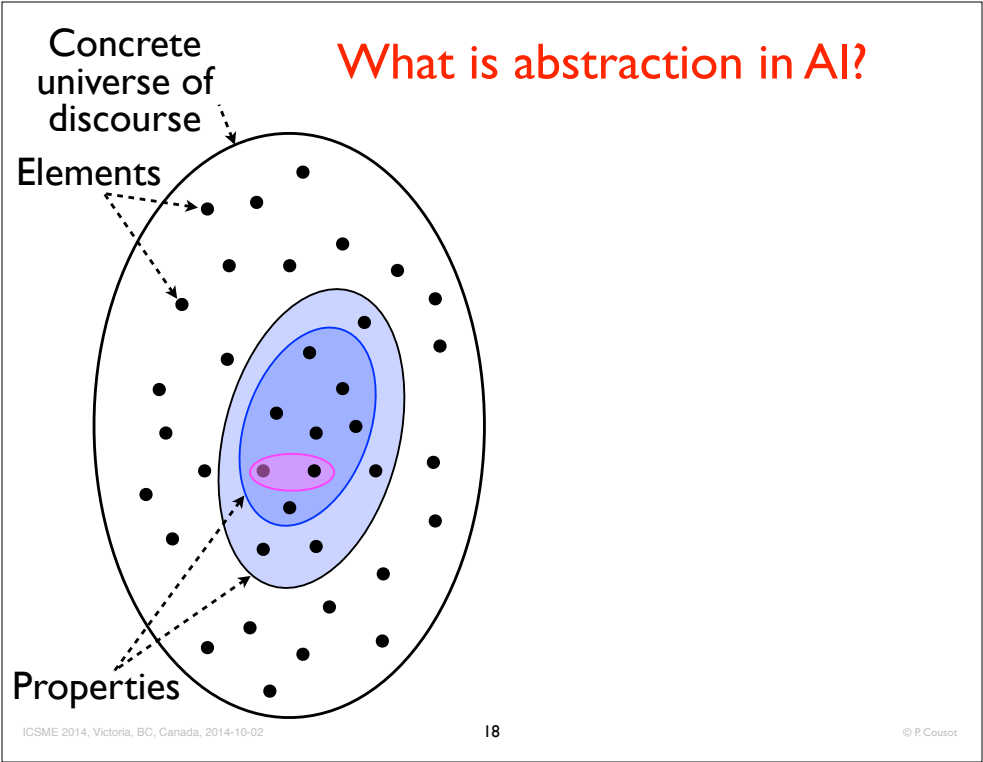 What is abstraction in AI?
Concrete
universe of
discourse
Elements
Properties
ICSME 2014, Victoria, BC, Canada, 2014-10-02
18
© P. Cousot